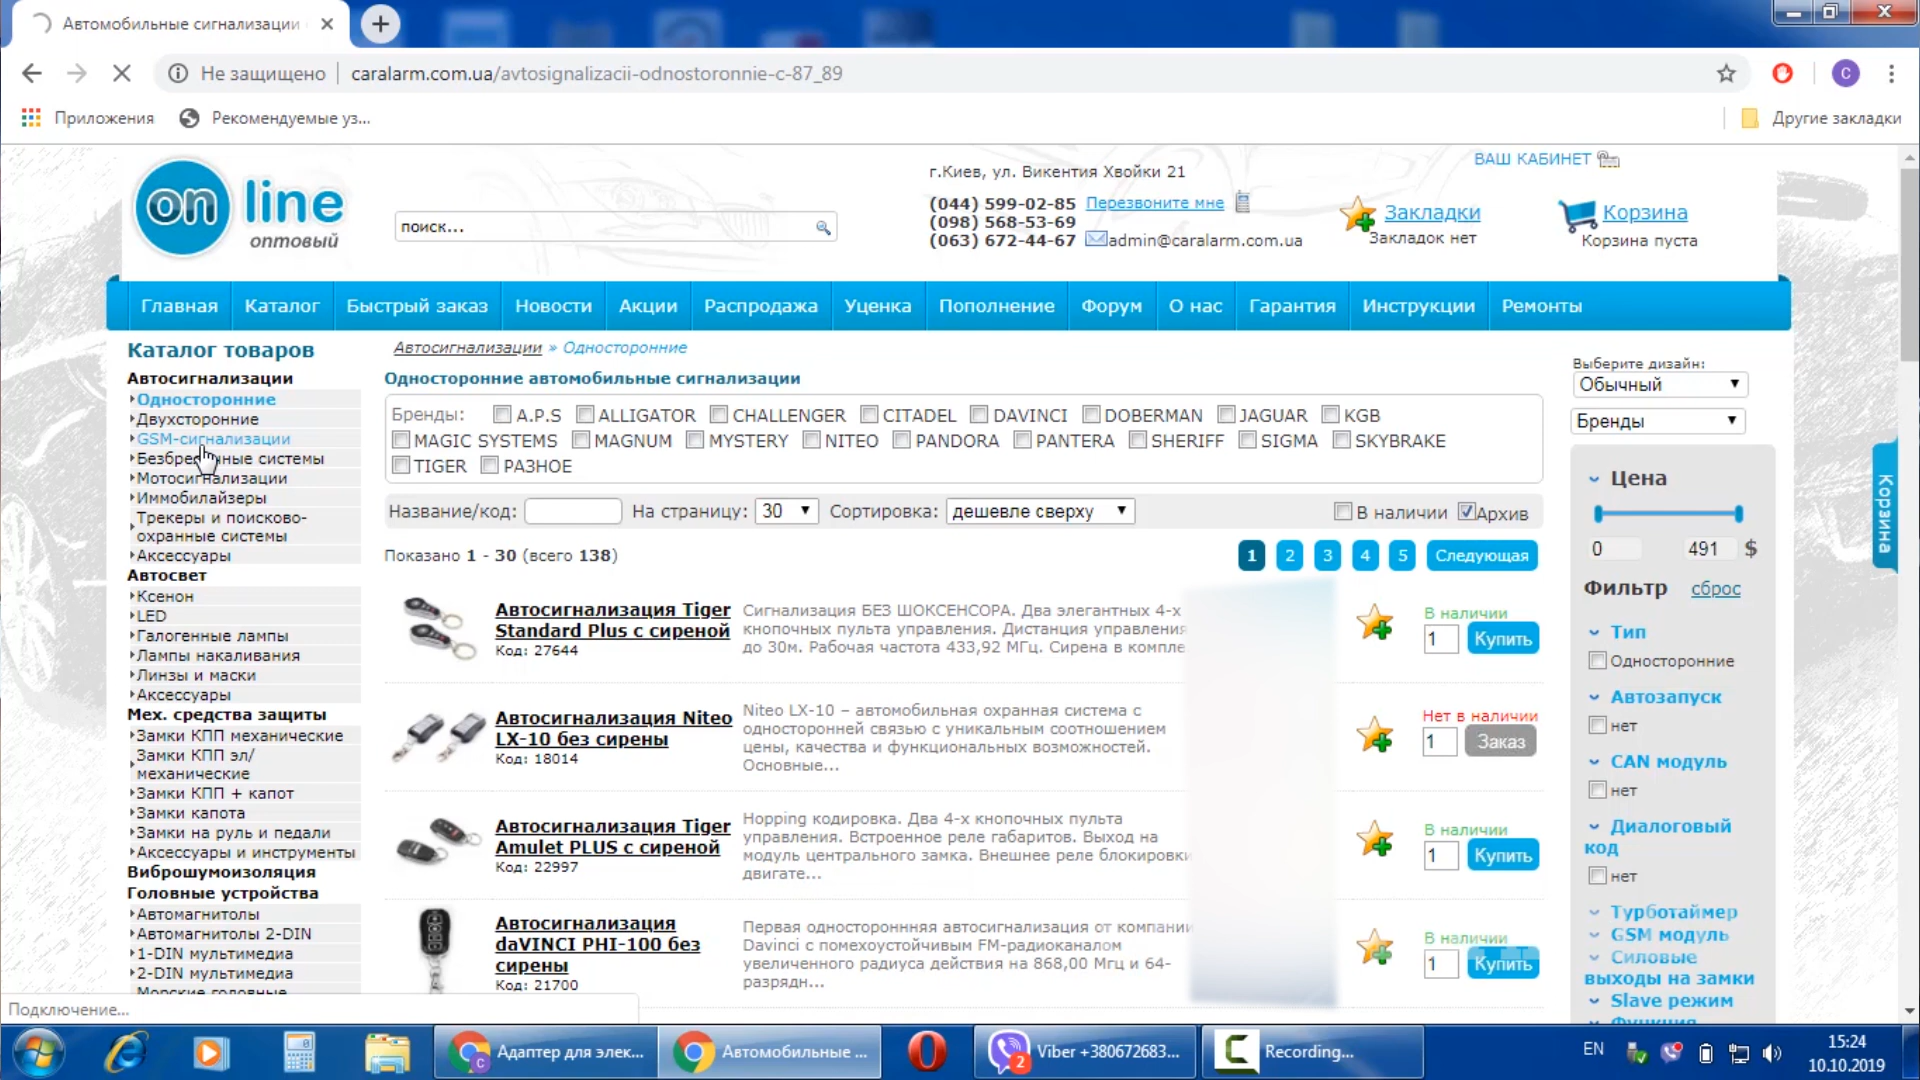 Автомобильные сигнализации
Не защищено
caralarm.com.ua/avtosignalizacii-odnostoronnie-c-87_89
C
Приложения
Рекомендуемые уз...
Другие закладки
on line
оптовый
поиск...
г.Киев, ул. Викентия Хвойки 21
(044) 599-02-85 Перезвоните мне
(098) 568-53-69
(063) 672-44-67 admin@caralarm.com.ua
ВАШ КАБИНЕТ
Закладки
Закладок нет
Корзина
Корзина пуста
Главная
Каталог
Быстрый заказ
Новости
Акции
Распродажа
Уценка
Пополнение
Форум
О нас
Гарантия
Инструкции
Ремонты
Каталог товаров
Автосигнализации
Односторонние
Двухсторонние
GSM-сигнализации
Мотосигнализации
Иммобилайзеры
Трекеры и поисково-
охранные системы
Аксессуары
Автосвет
Ксенон
LED
Галогенные лампы
Лампы накаливания
Линзы и маски
Аксессуары
Мех. средства защиты
Замки КПП механические
Замки КПП эл/
механические
Замки КПП + капот
Замки капота
Замки на руль и педали
Аксессуары и инструменты
Виброшумоизоляция
Головные устройства
Автомагнитолы
Автомагнитолы 2-DIN
1-DIN мультимедиа
2-DIN мультимедиа
Морские головные
Автосигнализации » Односторонние
Односторонние автомобильные сигнализации
Бренды: A.P.S ALLIGATOR CHALLENGER CITADEL DAVINCI DOBERMAN JAGUAR KGB
MAGIC SYSTEMS MAGNUM MYSTERY NITEO PANDORA PANTERA SHERIFF SIGMA SKYBRAKE
TIGER РАЗНОЕ
Название/код: На страницу: 30 Сортировка: дешевле сверху В наличии Архив
Показано 1 - 30 (всего 138)
1 2 3 4 5 Следующая
Автосигнализация Tiger
Standard Plus с сиреной
Код: 27644
Сигнализация БЕЗ ШОКСЕНСОРА. Два элегантных 4-х
кнопочных пульта управления. Дистанция управления
до 30м. Рабочая частота 433,92 МГц. Сирена в компле
В наличии
1 Купить
Автосигнализация Niteo
LX-10 без сирены
Код: 18014
Niteo LX-10 – автомобильная охранная система с
односторонней связью с уникальным соотношением
цены, качества и функциональных возможностей.
Основные...
Нет в наличии
1 Заказ
Автосигнализация Tiger
Amulet PLUS с сиреной
Код: 22997
Hopping кодировка. Два 4-х кнопочных пульта
управления. Встроенное реле габаритов. Выход на
модуль центрального замка. Внешнее реле блокировки
двигате...
В наличии
1 Купить
Автосигнализация
daVINCI PHI-100 без
сирены
Код: 21700
Первая односторонняя автосигнализация от компании
Davinci с помехоустойчивым FM-радиоканалом
увеличенного радиуса действия на 868,00 Мгц и 64-
разрядн...
В наличии
1 Купить
Выберите дизайн:
Обычный
Бренды
Цена
0 491 $
Фильтр сброс
Тип
Односторонние
Автозапуск
нет
CAN модуль
нет
Диалоговый
код
нет
Турботаймер
GSM модуль
Силовые
выходы на замки
Slave режим
Функция
Корзина
Подключение...
Адаптер для элек...
Автомобильные ...
2
Viber +380672683...
Recording...
EN
15:24
10.10.2019